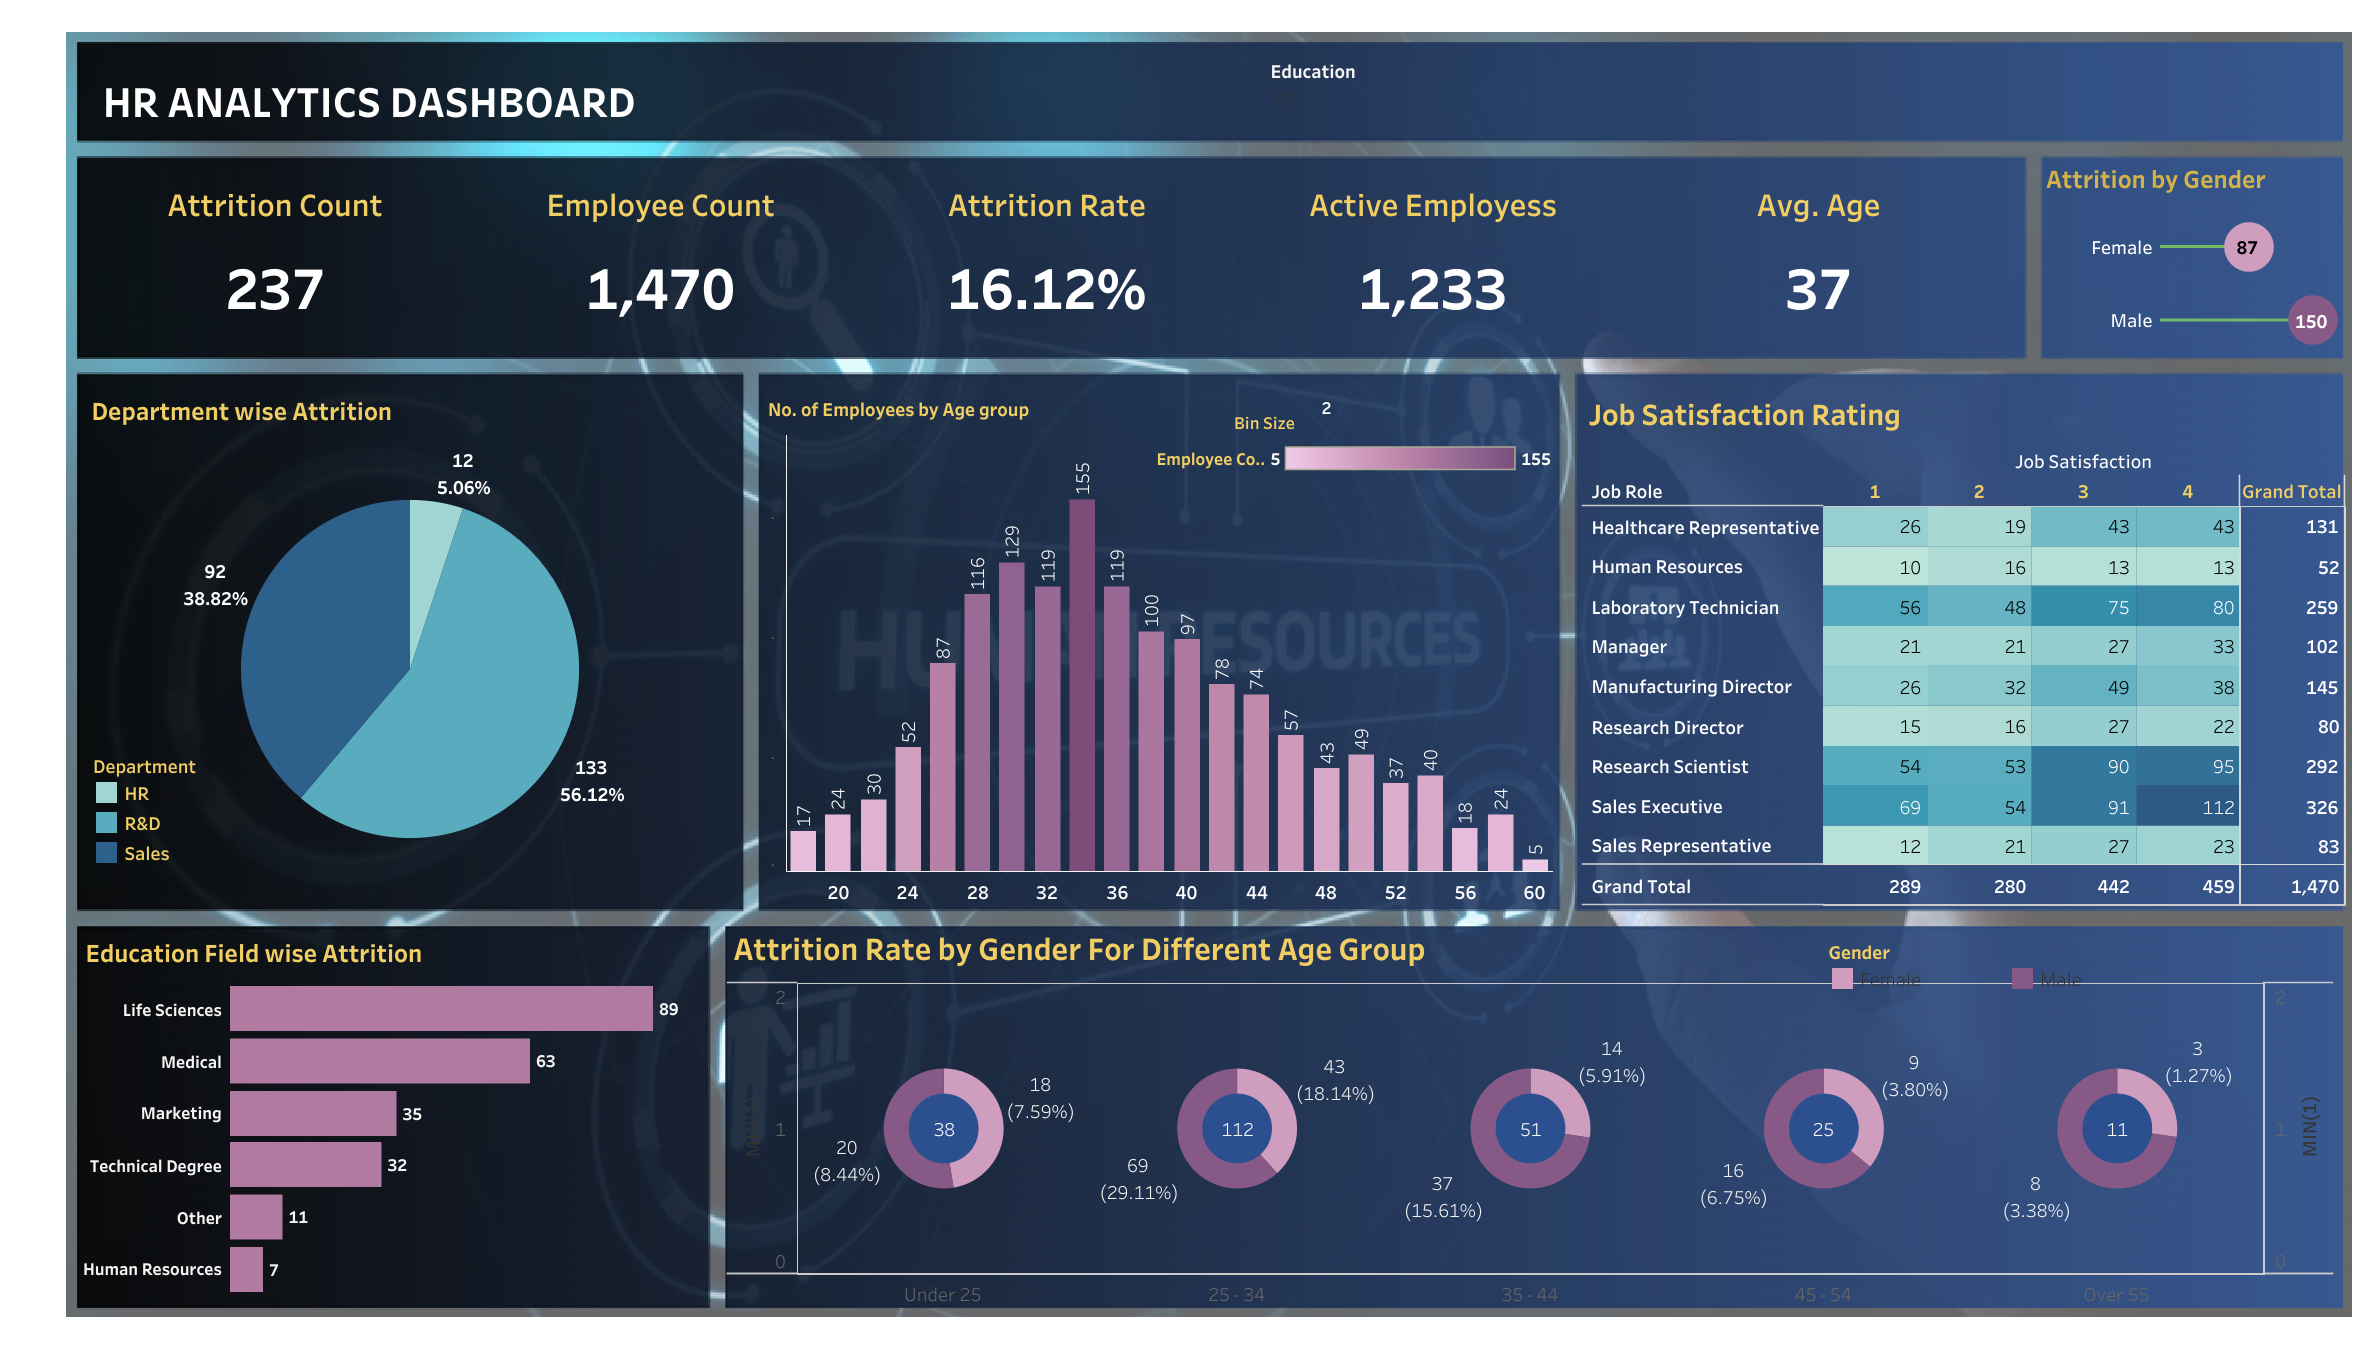 Education
HR ANALYTICS DASHBOARD
Attrition Count
Employee Count
Attrition Rate
Active Employess
Avg. Age
237
1,470
16.12%
1,233
37
Attrition by Gender
Female
87
Male
150
Department wise Attrition
12
5.06%
92
38.82%
133
56.12%
Department
HR
R&D
Sales
No. of Employees by Age group
2
Bin Size
Employee Co.. 5
155
17
24
30
52
87
116
129
119
155
119
100
97
78
74
57
43
49
37
40
18
24
5
20 24 28 32 36 40 44 48 52 56 60
HUMAN RESOURCES
Job Satisfaction Rating
Job Satisfaction
Job Role 1 2 3 4 Grand Total
Healthcare Representative 26 19 43 43 131
Human Resources 10 16 13 13 52
Laboratory Technician 56 48 75 80 259
Manager 21 21 27 33 102
Manufacturing Director 26 32 49 38 145
Research Director 15 16 27 22 80
Research Scientist 54 53 90 95 292
Sales Executive 69 54 91 112 326
Sales Representative 12 21 27 23 83
Grand Total 289 280 442 459 1,470
Education Field wise Attrition
Life Sciences 89
Medical 63
Marketing 35
Technical Degree 32
Other 11
Human Resources 7
Attrition Rate by Gender For Different Age Group
Gender
Female
Male
2
1
0
18
(7.59%)
38
20
(8.44%)
43
(18.14%)
112
69
(29.11%)
14
(5.91%)
51
37
(15.61%)
9
(3.80%)
25
16
(6.75%)
3
(1.27%)
11
8
(3.38%)
2
1
0
MIN(1)
Under 25
25 - 34
35 - 44
45 - 54
Over 55